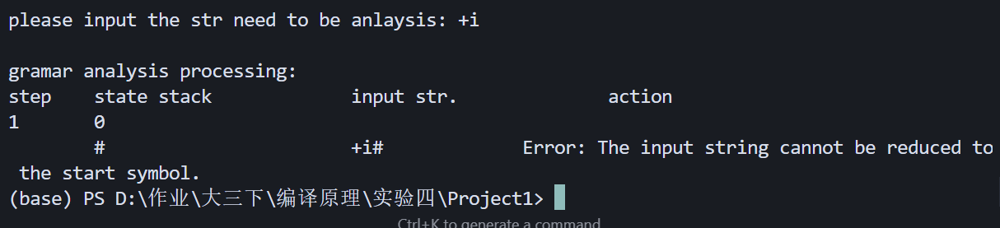 please input the str need to be anlaysis: +i
gramar analysis processing:
step state stack input str. action
1 0
# +i# Error: The input string cannot be reduced to
the start symbol.
(base) PS D:\作业\大三下\编译原理\实验四\Project1>
Ctrl+K to generate a command